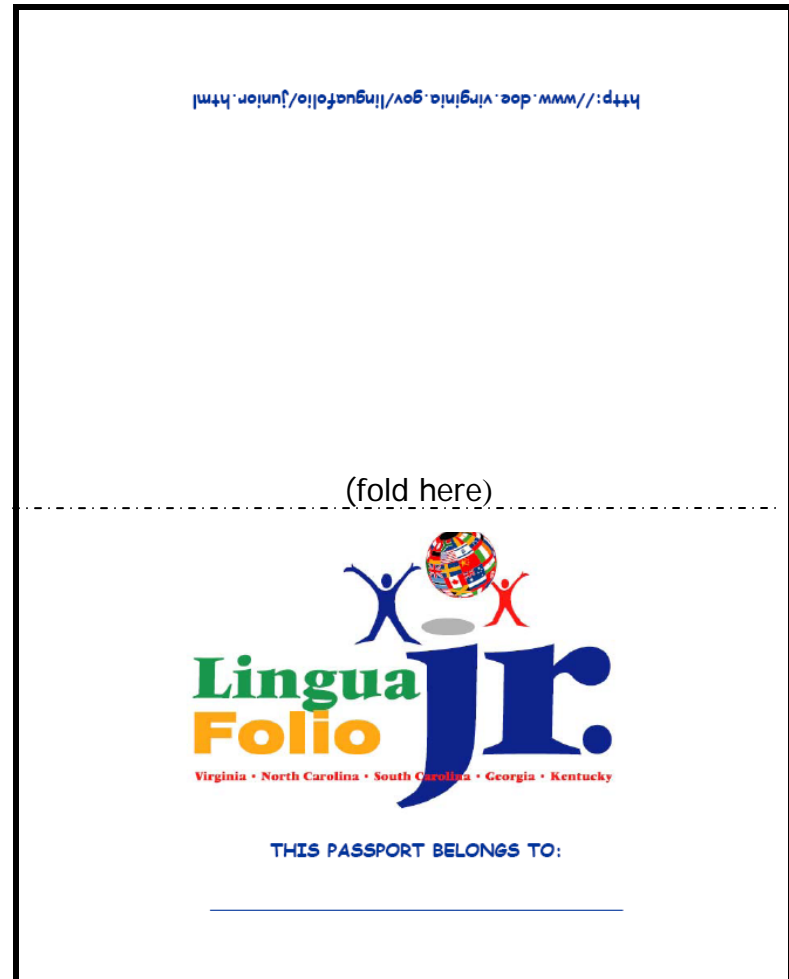 http://www.doe.virginia.gov/linguafolio/junior.html
(fold here)
Lingua
Folio
jr.
Virginia • North Carolina • South Carolina • Georgia • Kentucky
THIS PASSPORT BELONGS TO: